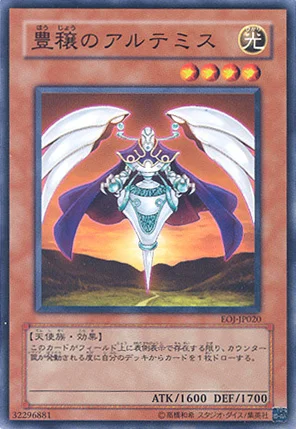 豊穣のアルテミス
光
EOJ-JP020
【天使族・効果】
このカードがフィールド上に表側表示で存在する限り、カウンター
罠が発動される度に自分のデッキからカードを1枚ドローする。
ATK/1600 DEF/1700
32296881
©高橋和希 スタジオ・ダイス/集英社